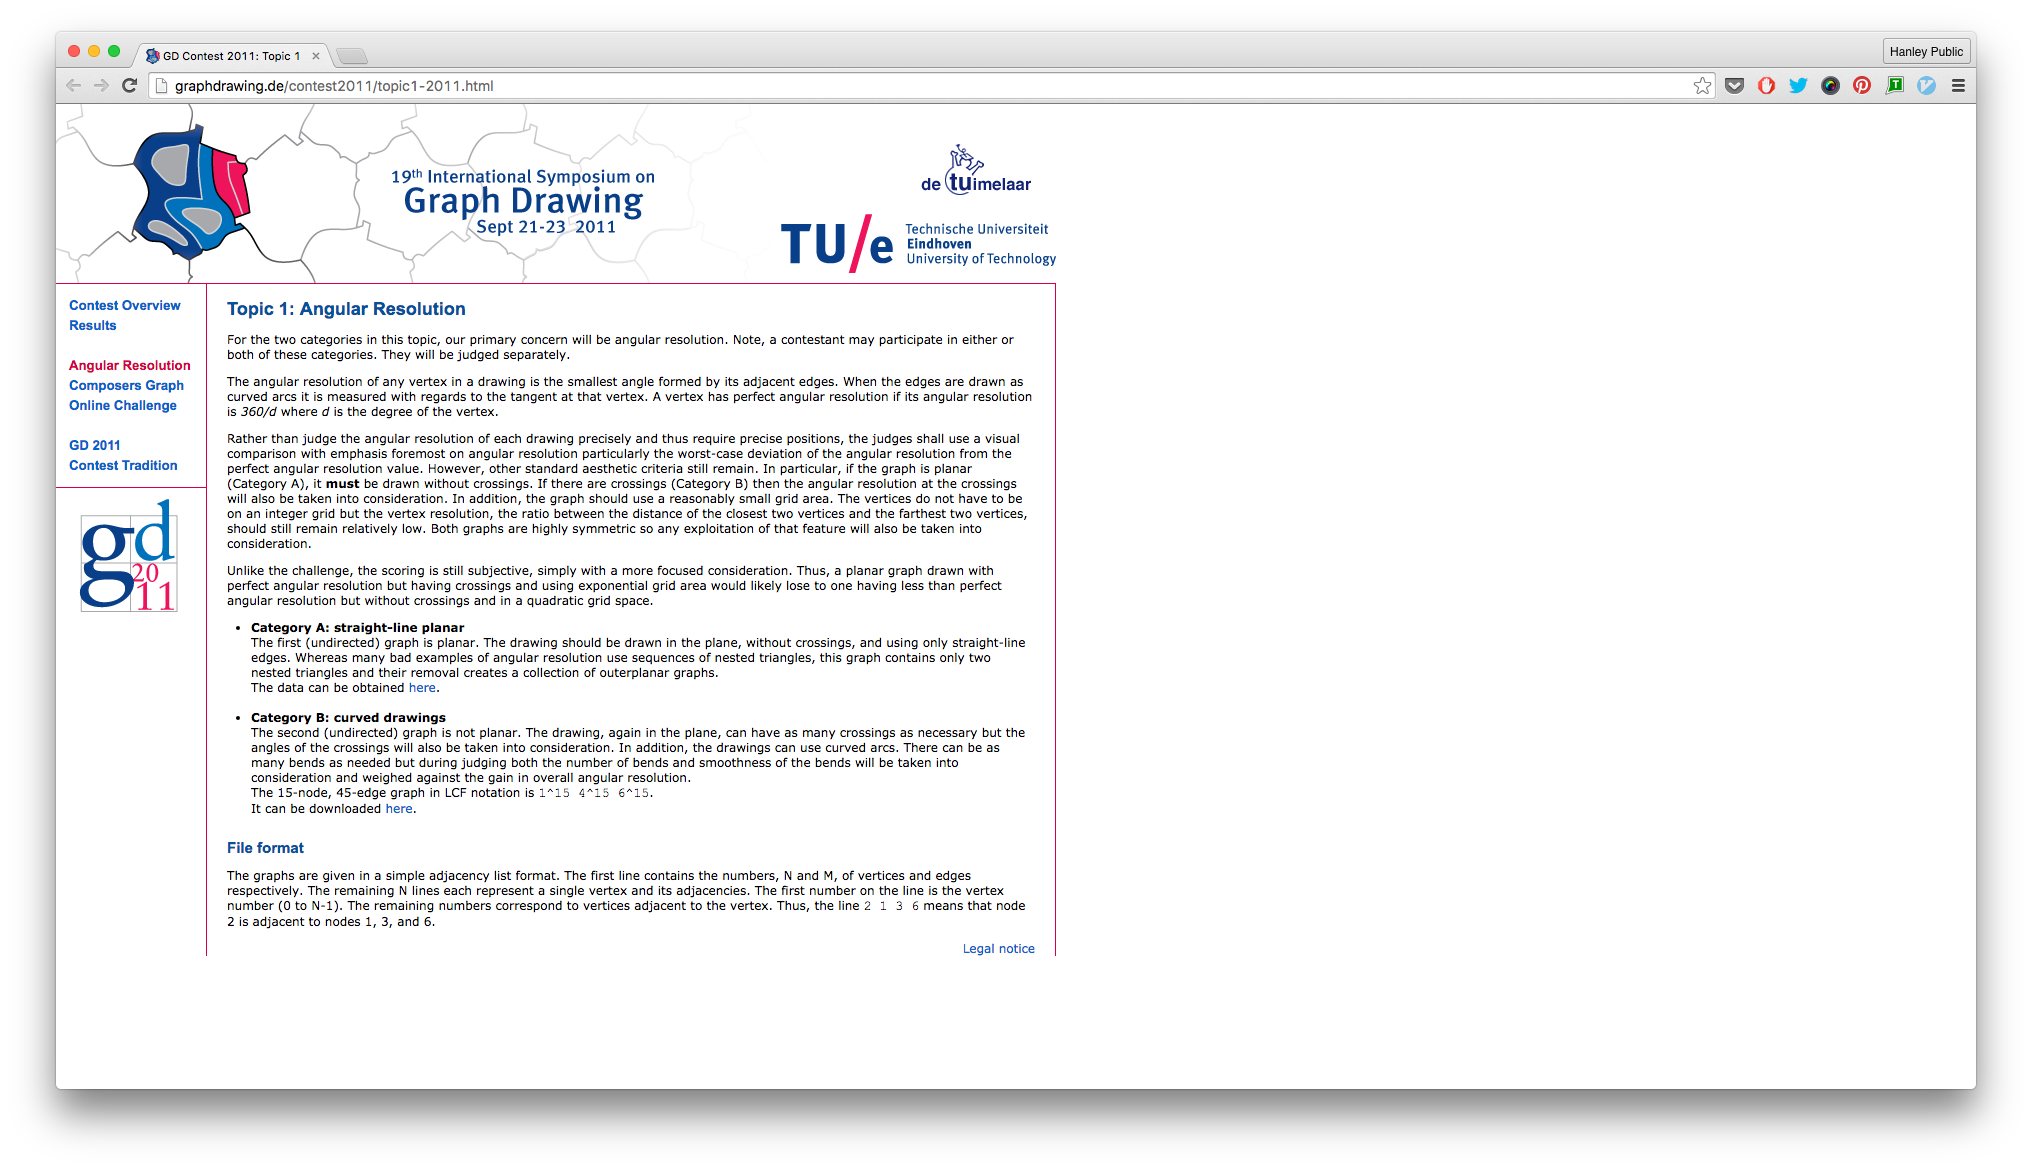 GD Contest 2011: Topic 1
Hanley Public
graphdrawing.de/contest2011/topic1-2011.html
19th International Symposium on
Graph Drawing
Sept 21-23 2011
de tuimelaar
TU/e
Technische Universiteit
Eindhoven
University of Technology
Contest Overview
Results
Angular Resolution
Composers Graph
Online Challenge
GD 2011
Contest Tradition
gd
2011
Topic 1: Angular Resolution
For the two categories in this topic, our primary concern will be angular resolution. Note, a contestant may participate in either or
both of these categories. They will be judged separately.
The angular resolution of any vertex in a drawing is the smallest angle formed by its adjacent edges. When the edges are drawn as
curved arcs it is measured with regards to the tangent at that vertex. A vertex has perfect angular resolution if its angular resolution
is 360/d where d is the degree of the vertex.
Rather than judge the angular resolution of each drawing precisely and thus require precise positions, the judges shall use a visual
comparison with emphasis foremost on angular resolution particularly the worst-case deviation of the angular resolution from the
perfect angular resolution value. However, other standard aesthetic criteria still remain. In particular, if the graph is planar
(Category A), it must be drawn without crossings. If there are crossings (Category B) then the angular resolution at the crossings
will also be taken into consideration. In addition, the graph should use a reasonably small grid area. The vertices do not have to be
on an integer grid but the vertex resolution, the ratio between the distance of the closest two vertices and the farthest two vertices,
should still remain relatively low. Both graphs are highly symmetric so any exploitation of that feature will also be taken into
consideration.
Unlike the challenge, the scoring is still subjective, simply with a more focused consideration. Thus, a planar graph drawn with
perfect angular resolution but having crossings and using exponential grid area would likely lose to one having less than perfect
angular resolution but without crossings and in a quadratic grid space.
• Category A: straight-line planar
The first (undirected) graph is planar. The drawing should be drawn in the plane, without crossings, and using only straight-line
edges. Whereas many bad examples of angular resolution use sequences of nested triangles, this graph contains only two
nested triangles and their removal creates a collection of outerplanar graphs.
The data can be obtained here.
• Category B: curved drawings
The second (undirected) graph is not planar. The drawing, again in the plane, can have as many crossings as necessary but the
angles of the crossings will also be taken into consideration. In addition, the drawings can use curved arcs. There can be as
many bends as needed but during judging both the number of bends and smoothness of the bends will be taken into
consideration and weighed against the gain in overall angular resolution.
The 15-node, 45-edge graph in LCF notation is 1^15 4^15 6^15.
It can be downloaded here.
File format
The graphs are given in a simple adjacency list format. The first line contains the numbers, N and M, of vertices and edges
respectively. The remaining N lines each represent a single vertex and its adjacencies. The first number on the line is the vertex
number (0 to N-1). The remaining numbers correspond to vertices adjacent to the vertex. Thus, the line 2 1 3 6 means that node
2 is adjacent to nodes 1, 3, and 6.
Legal notice